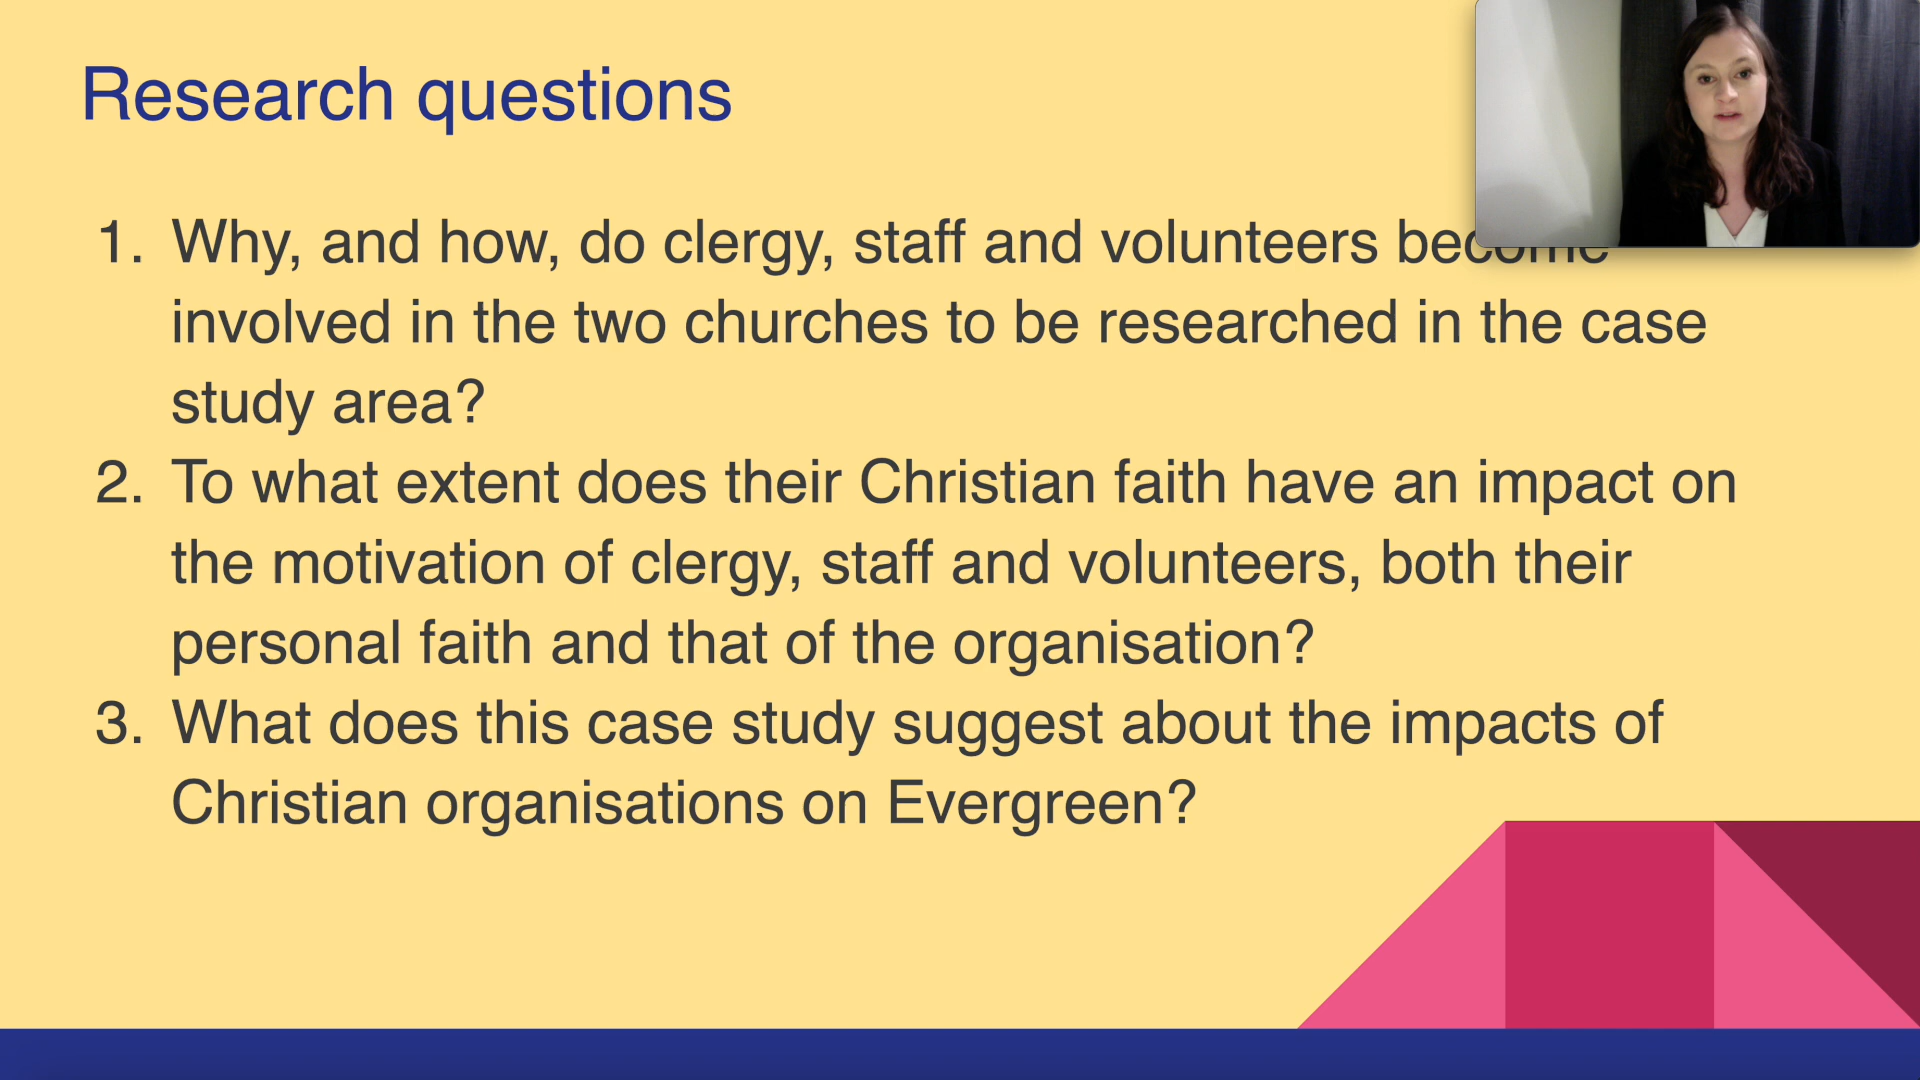 Research questions
1. Why, and how, do clergy, staff and volunteers become
involved in the two churches to be researched in the case
study area?
2. To what extent does their Christian faith have an impact on
the motivation of clergy, staff and volunteers, both their
personal faith and that of the organisation?
3. What does this case study suggest about the impacts of
Christian organisations on Evergreen?